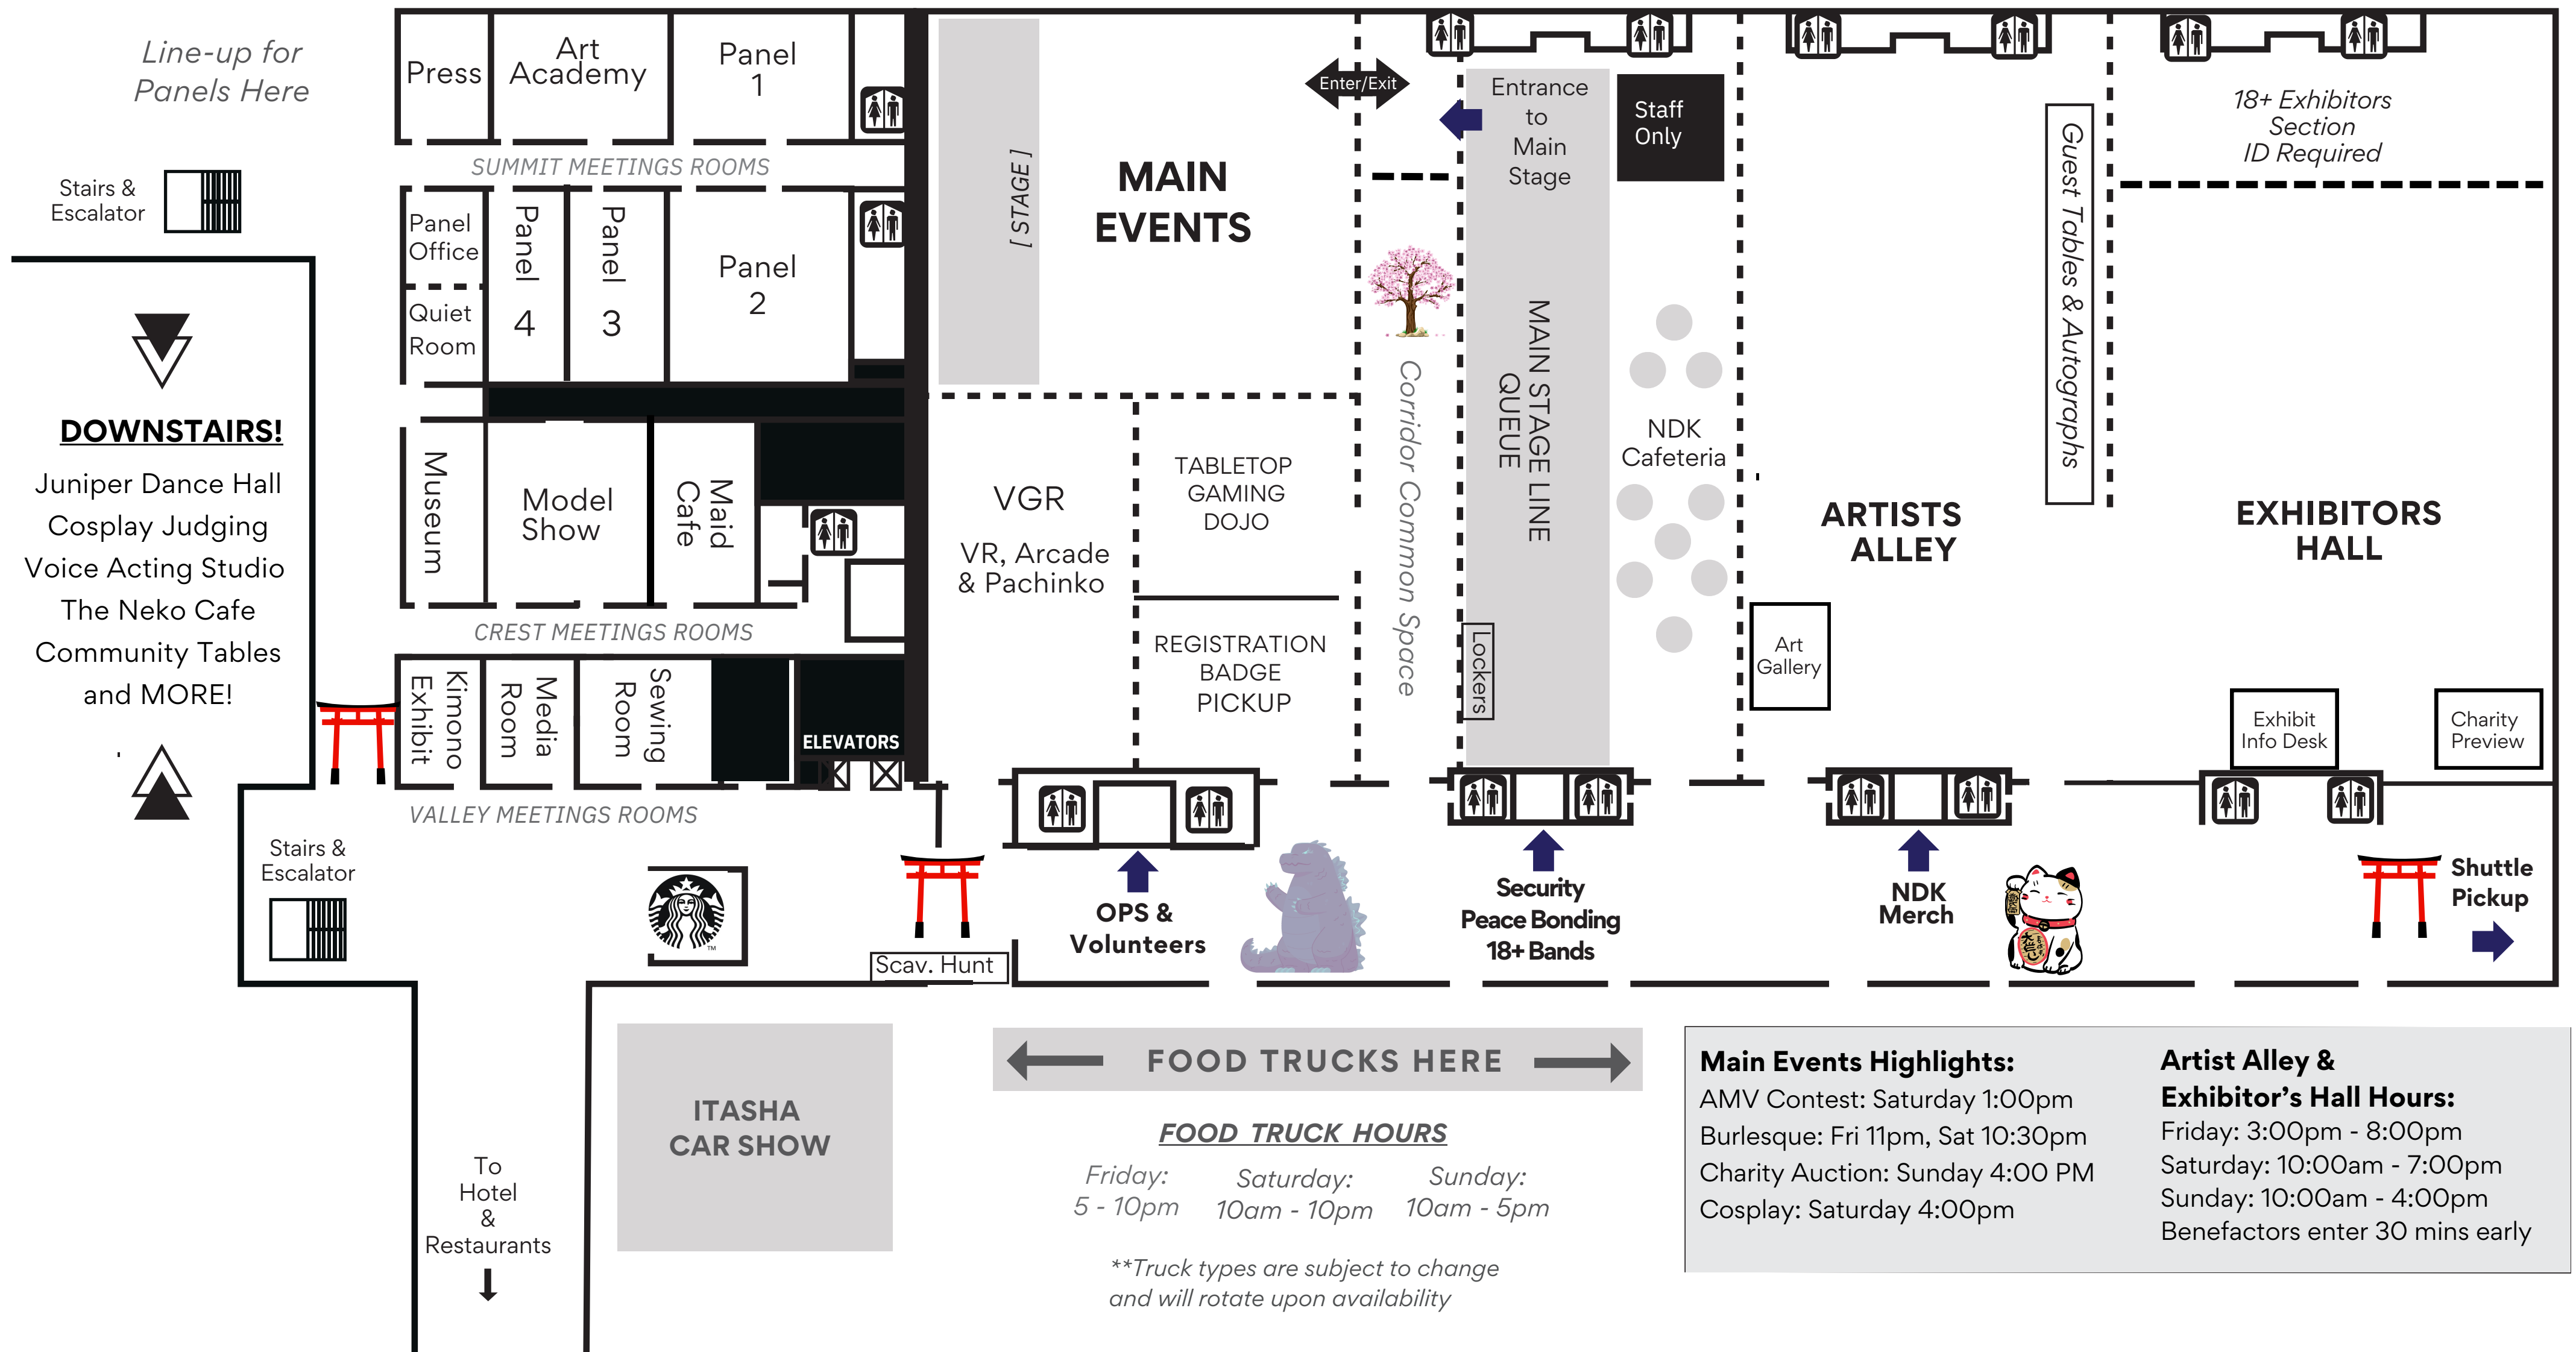 Line-up for
Panels Here
Stairs &
Escalator
DOWNSTAIRS!
Juniper Dance Hall
Cosplay Judging
Voice Acting Studio
The Neko Cafe
Community Tables
and MORE!
Press
Art
Academy
Panel
1
SUMMIT MEETINGS ROOMS
Panel
Office
Quiet
Room
Panel
4
Panel
3
Panel
2
Museum
Model
Show
Maid
Cafe
CREST MEETINGS ROOMS
Kimono
Exhibit
Media
Room
Sewing
Room
ELEVATORS
VALLEY MEETINGS ROOMS
Stairs &
Escalator
TM
Scav. Hunt
To
Hotel
&
Restaurants
ITASHA
CAR SHOW
[ STAGE ]
MAIN
EVENTS
Enter/Exit
Entrance
to
Main
Stage
Staff
Only
MAIN STAGE LINE
QUEUE
Corridor Common Space
Lockers
NDK
Cafeteria
VGR
VR, Arcade
& Pachinko
TABLETOP
GAMING
DOJO
REGISTRATION
BADGE
PICKUP
ARTISTS
ALLEY
Art
Gallery
Guest Tables & Autographs
18+ Exhibitors
Section
ID Required
EXHIBITORS
HALL
Exhibit
Info Desk
Charity
Preview
OPS &
Volunteers
Security
Peace Bonding
18+ Bands
NDK
Merch
Shuttle
Pickup
FOOD TRUCKS HERE
FOOD TRUCK HOURS
Friday:
5 - 10pm
Saturday:
10am - 10pm
Sunday:
10am - 5pm
**Truck types are subject to change
and will rotate upon availability
Main Events Highlights:
AMV Contest: Saturday 1:00pm
Burlesque: Fri 11pm, Sat 10:30pm
Charity Auction: Sunday 4:00 PM
Cosplay: Saturday 4:00pm
Artist Alley &
Exhibitor’s Hall Hours:
Friday: 3:00pm - 8:00pm
Saturday: 10:00am - 7:00pm
Sunday: 10:00am - 4:00pm
Benefactors enter 30 mins early